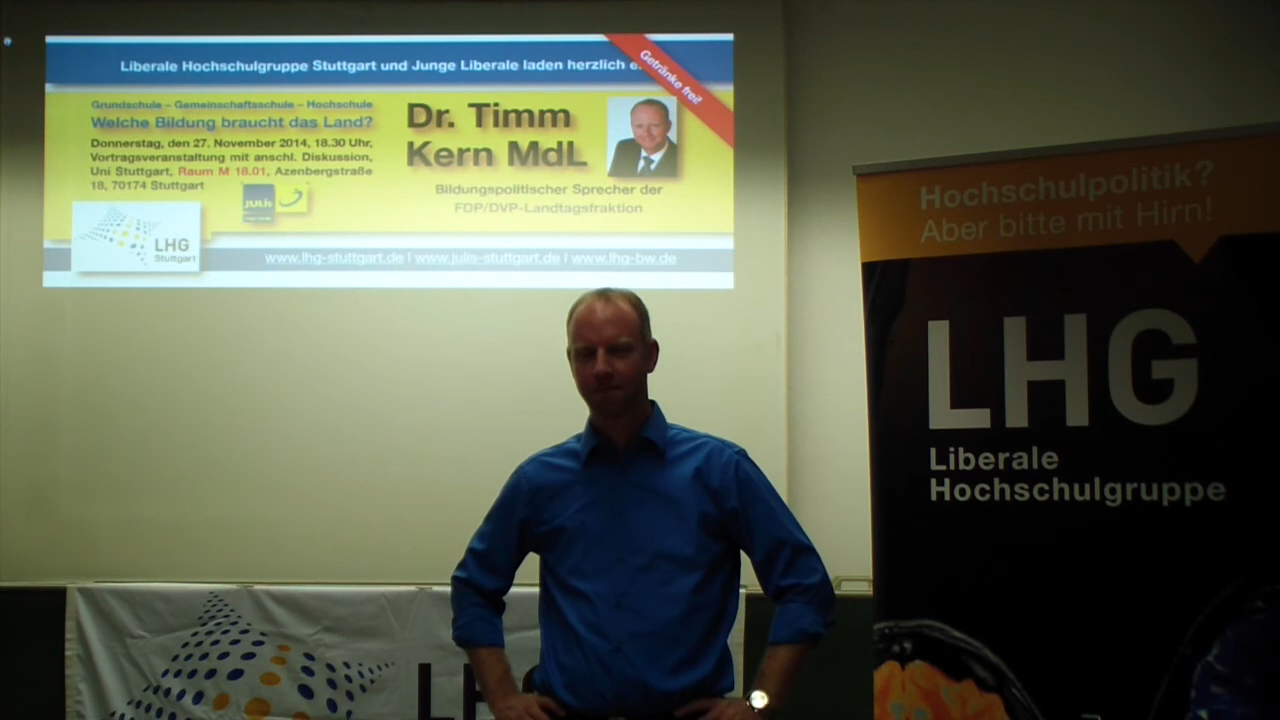 Liberale Hochschulgruppe Stuttgart und Junge Liberale laden herzlich
Getränke frei!
Grundschule – Gemeinschaftsschule – Hochschule
Welche Bildung braucht das Land?
Donnerstag, den 27. November 2014, 18.30 Uhr,
Vortragsveranstaltung mit anschl. Diskussion,
Uni Stuttgart, Raum M 18.01, Azenbergstraße
18, 70174 Stuttgart
Dr. Timm
Kern MdL
Bildungspolitischer Sprecher der
FDP/DVP-Landtagsfraktion
JULIS
LHG
Stuttgart
www.lhg-stuttgart.de | www.julis-stuttgart.de | www.lhg-bw.de
Hochschulpolitik?
Aber bitte mit Hirn!
LHG
Liberale
Hochschulgruppe